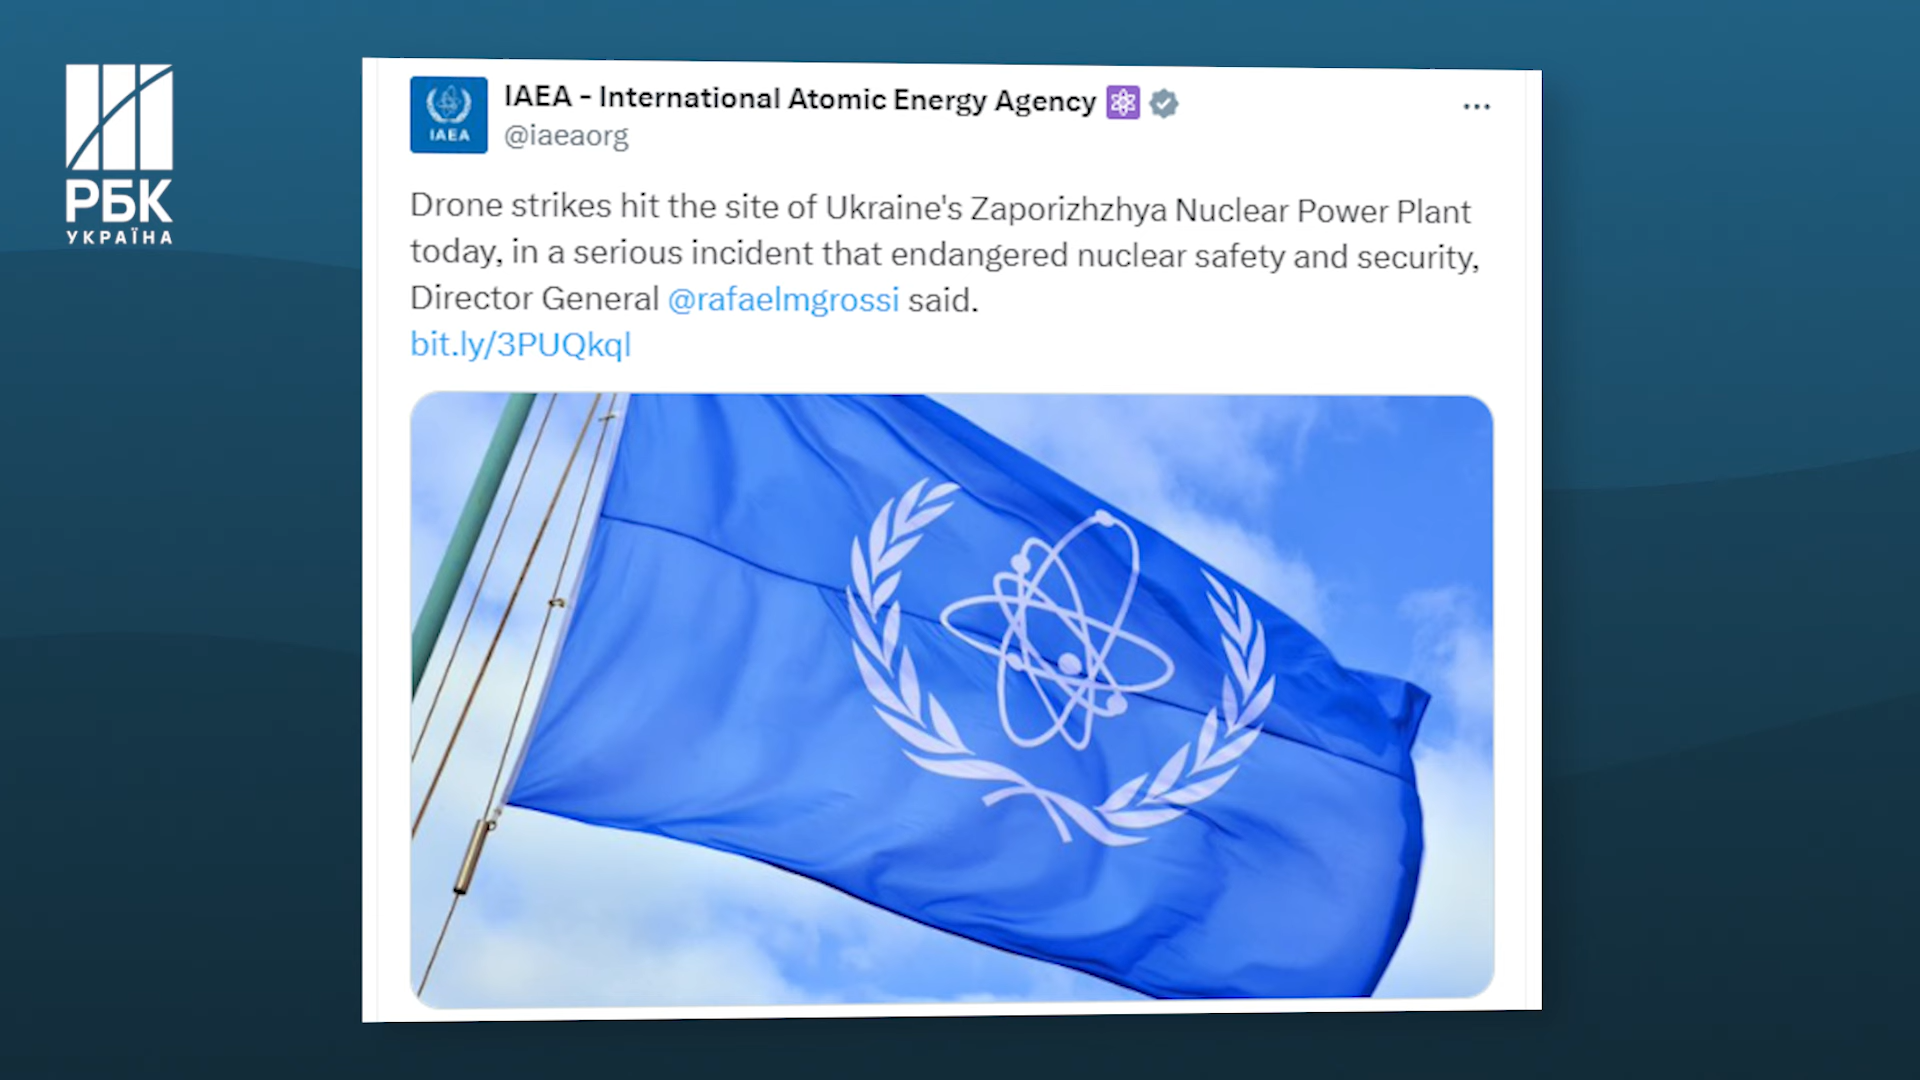 РБК
УКРАЇНА
IAEA - International Atomic Energy Agency
IAEA
@iaeaorg
Drone strikes hit the site of Ukraine's Zaporizhzhya Nuclear Power Plant
today, in a serious incident that endangered nuclear safety and security,
Director General @rafaelmgrossi said.
bit.ly/3PUQkql